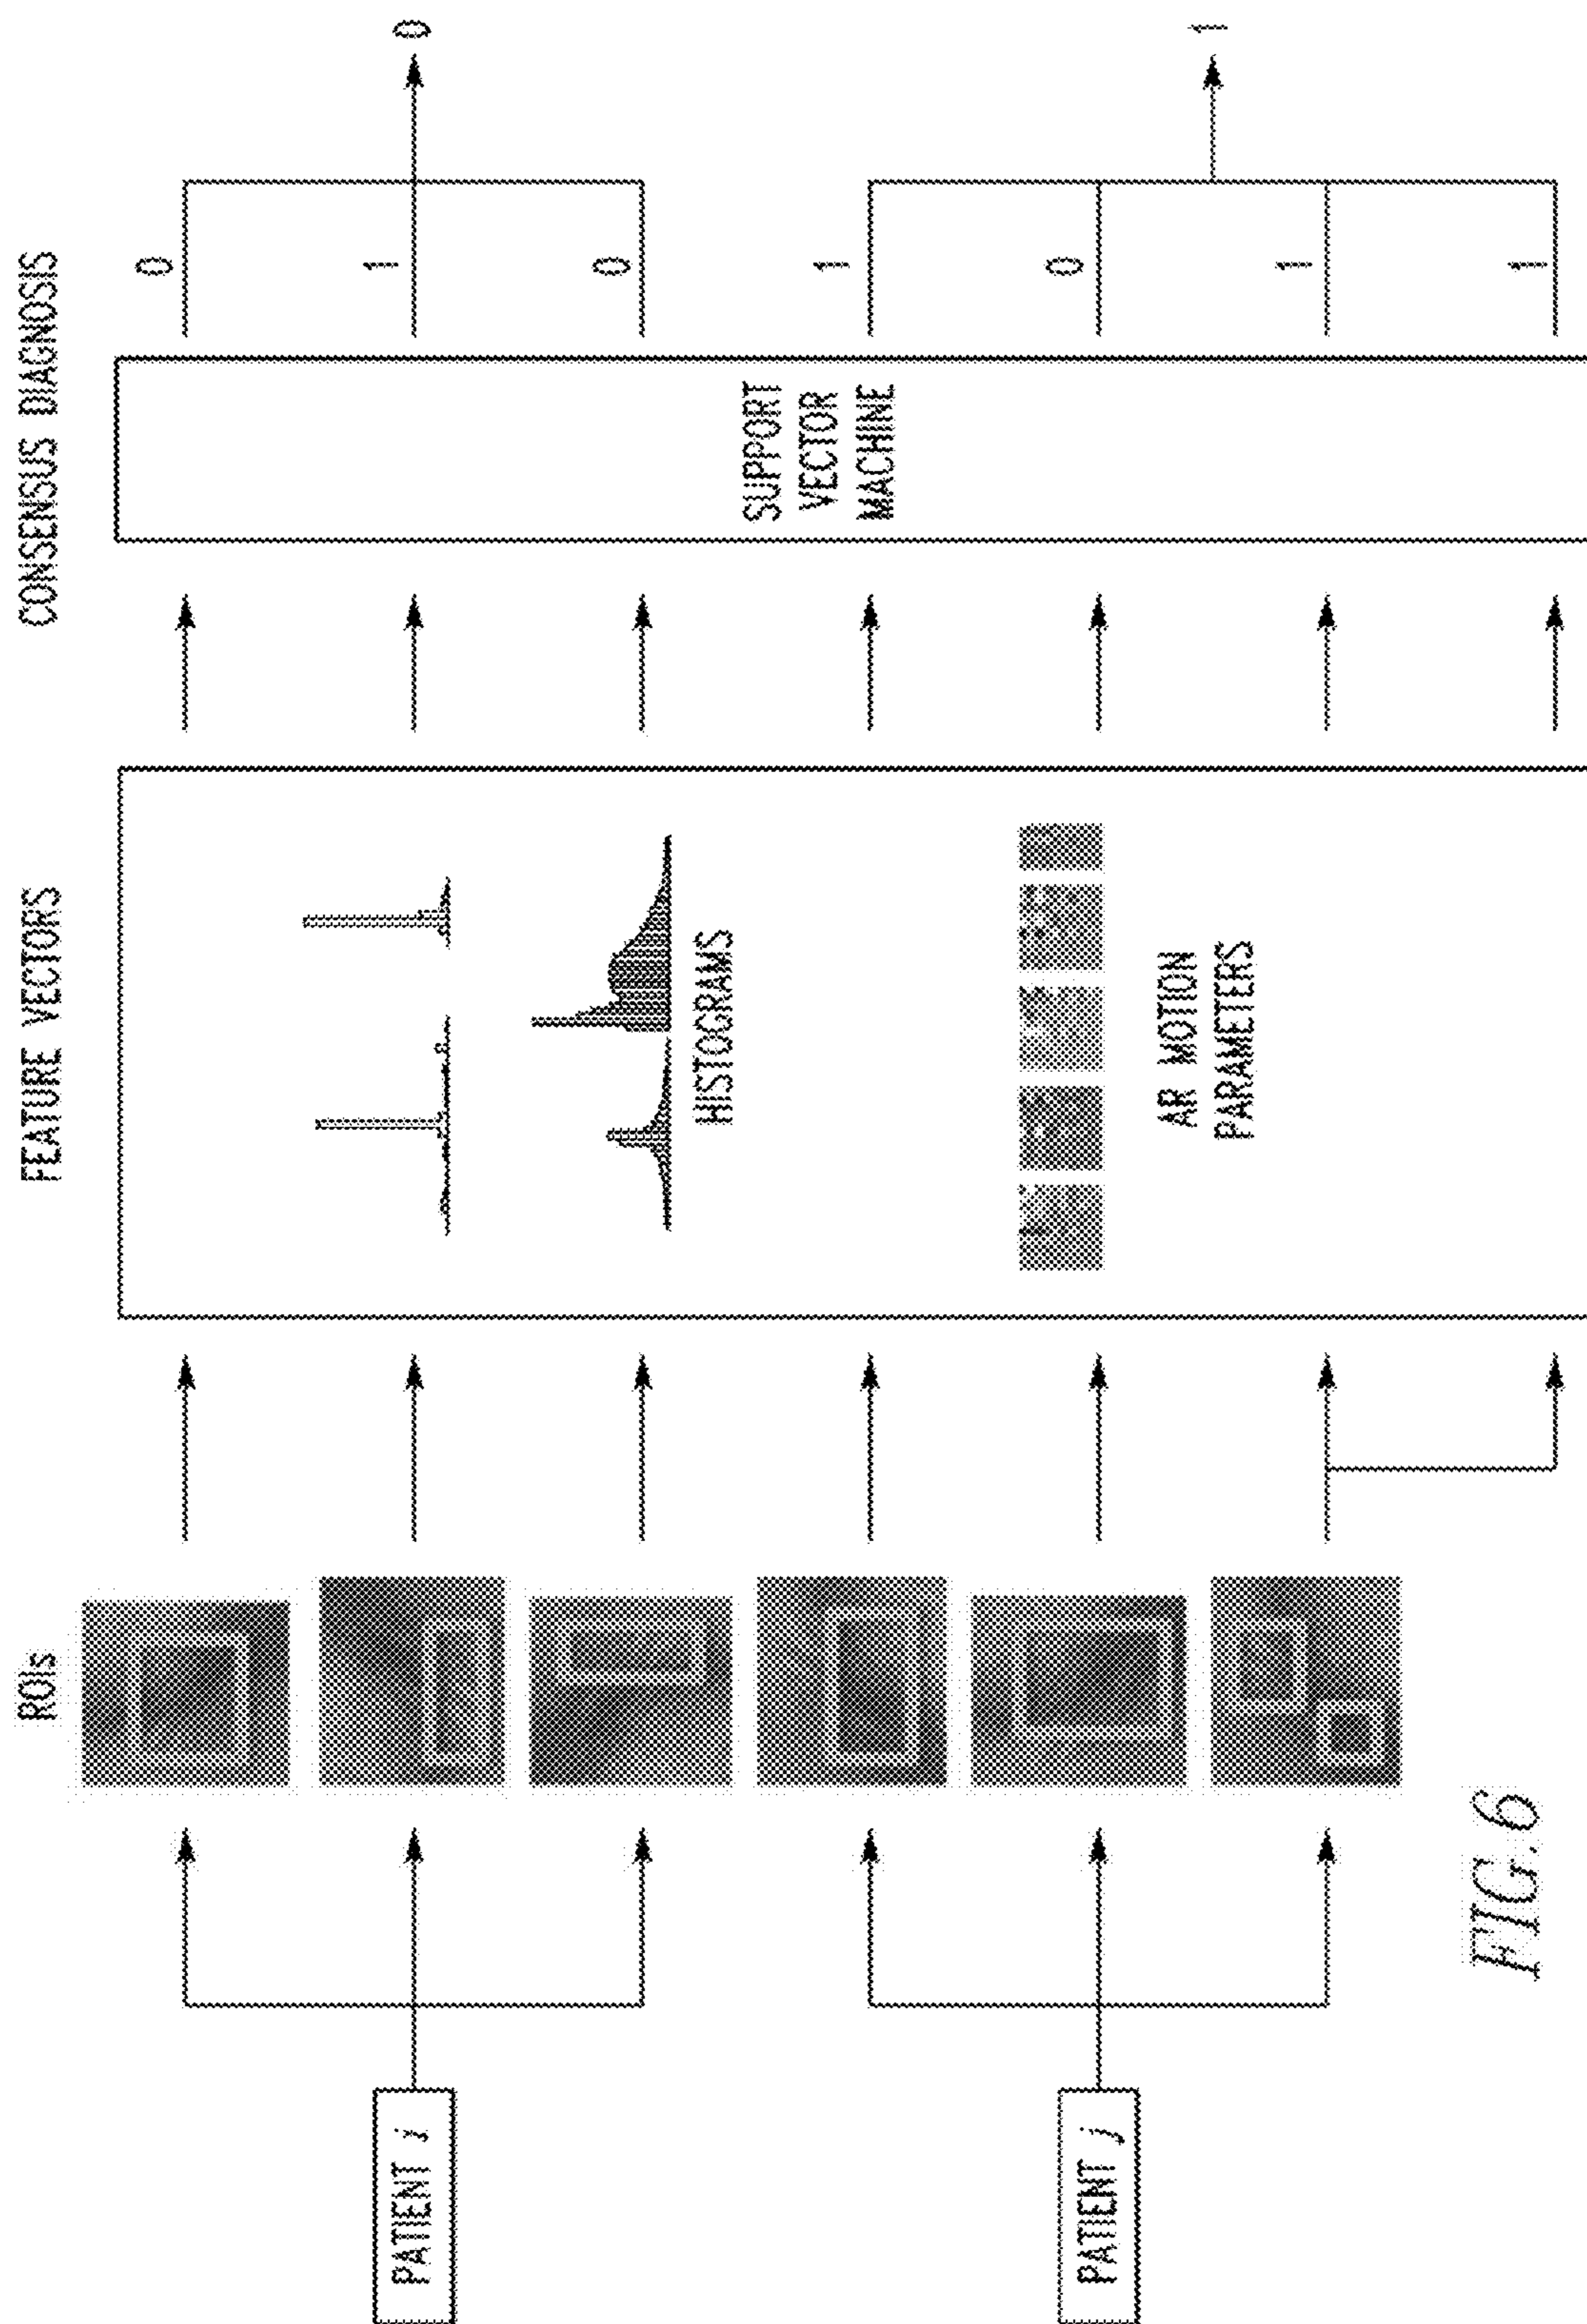 ROIs
FEATURE VECTORS
CONSENSUS DIAGNOSIS
PATIENT i
PATIENT j
HISTOGRAMS
AR MOTION
PARAMETERS
SUPPORT
VECTOR
MACHINE
0
1
0
1
0
1
1
0
1
FIG. 6